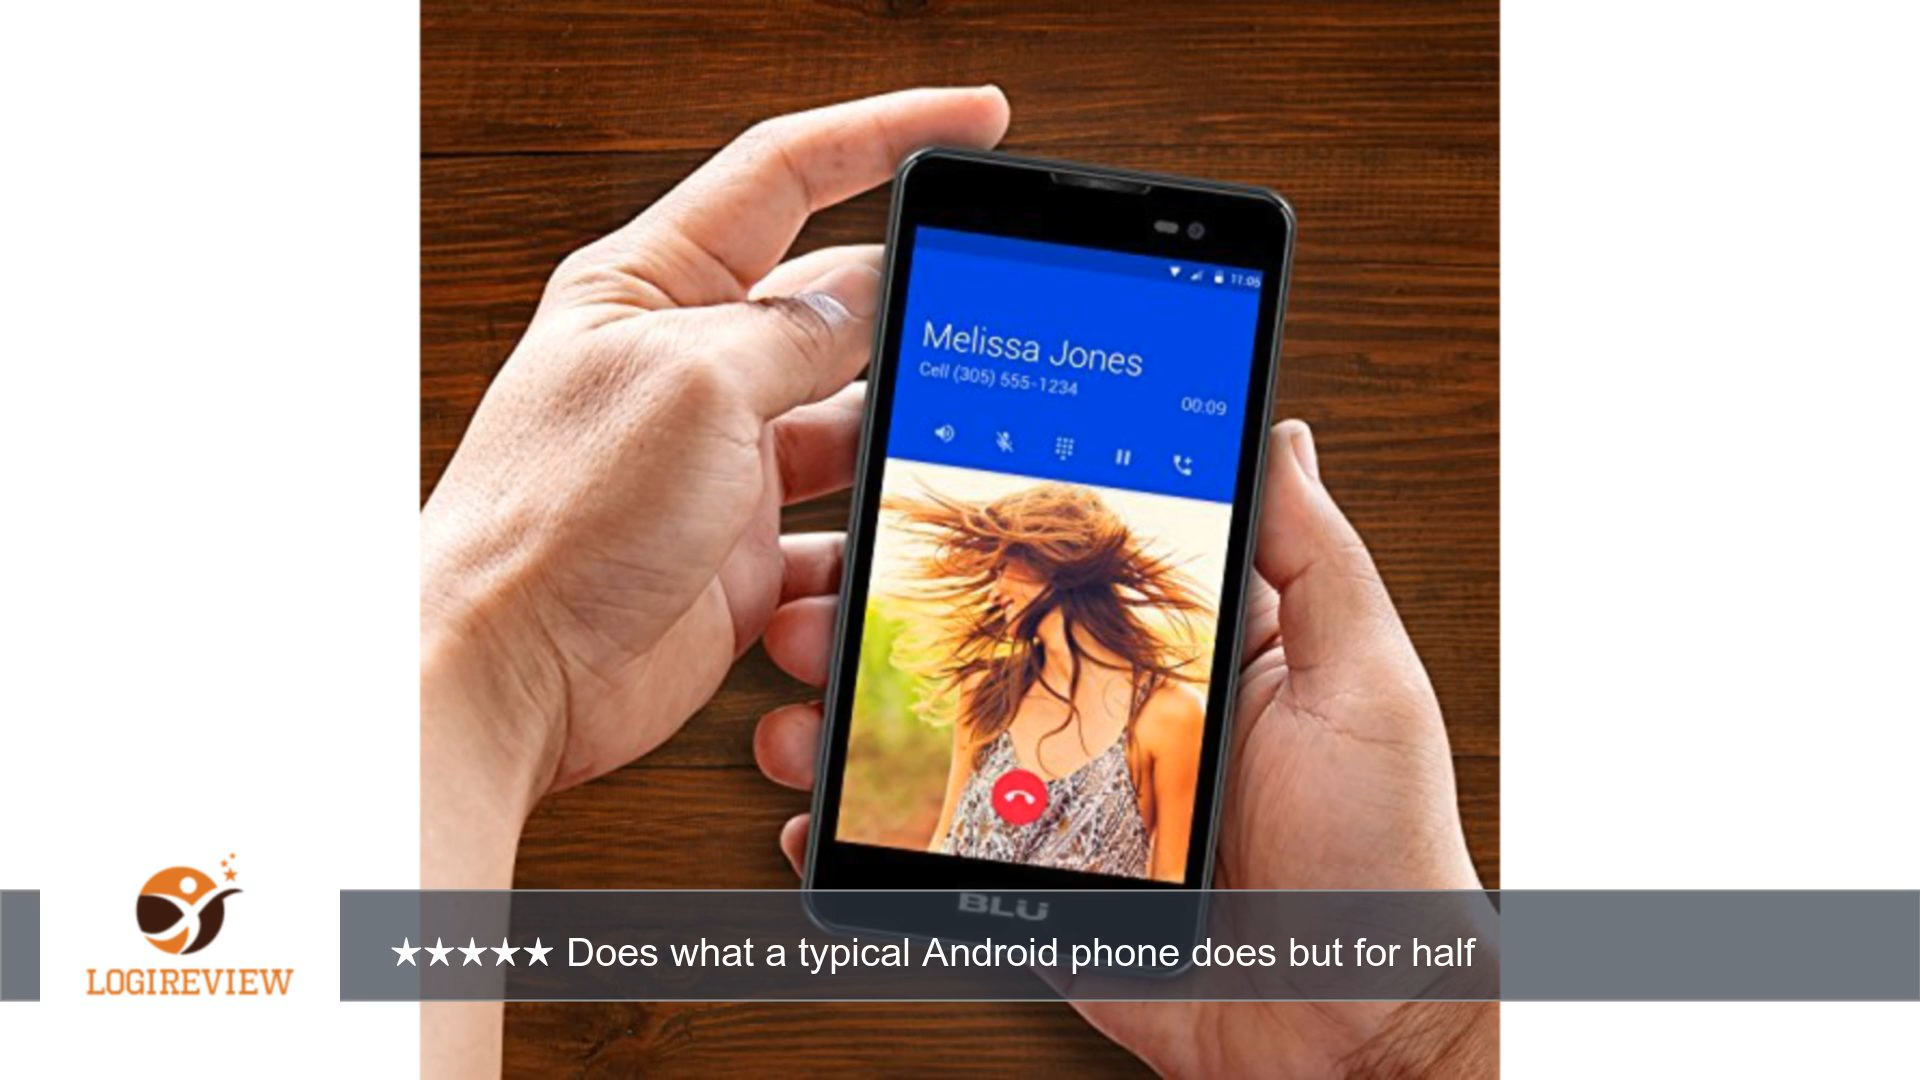 11:05
Melissa Jones
Cell (305) 555-1234
00:09
BLU
LOGIREVIEW
★★★★★ Does what a typical Android phone does but for half